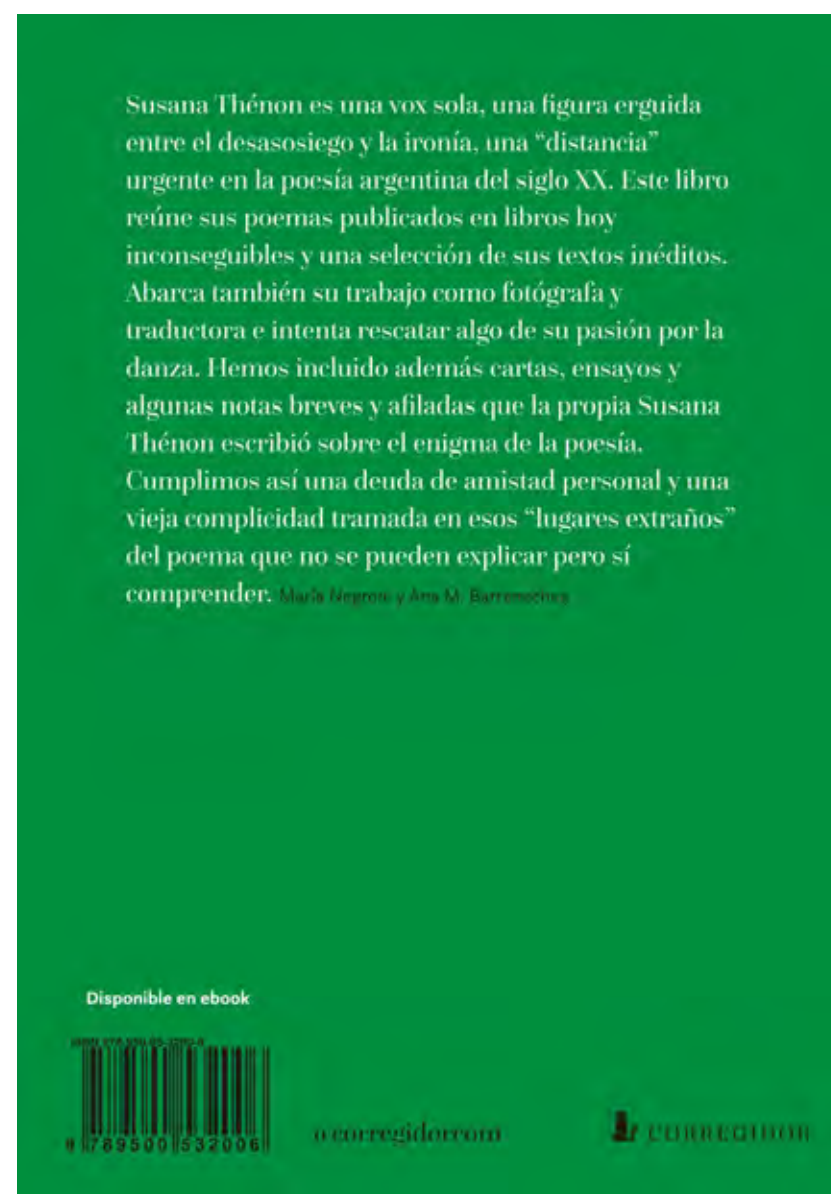 Susana Thénon es una vox sola, una figura erguida
entre el desasosiego y la ironía, una “distancia”
urgente en la poesía argentina del siglo XX. Este libro
reúne sus poemas publicados en libros hoy
inconseguibles y una selección de sus textos inéditos.
Abarca también su trabajo como fotógrafa y
traductora e intenta rescatar algo de su pasión por la
danza. Hemos incluido además cartas, ensayos y
algunas notas breves y afiladas que la propia Susana
Thénon escribió sobre el enigma de la poesía.
Cumplimos así una deuda de amistad personal y una
vieja complicidad tramada en esos “lugares extraños”
del poema que no se pueden explicar pero sí
comprender. María Negroni y Ana M. Barrenechea
Disponible en ebook
ISBN
9 789500 532006
CORREGIDOR